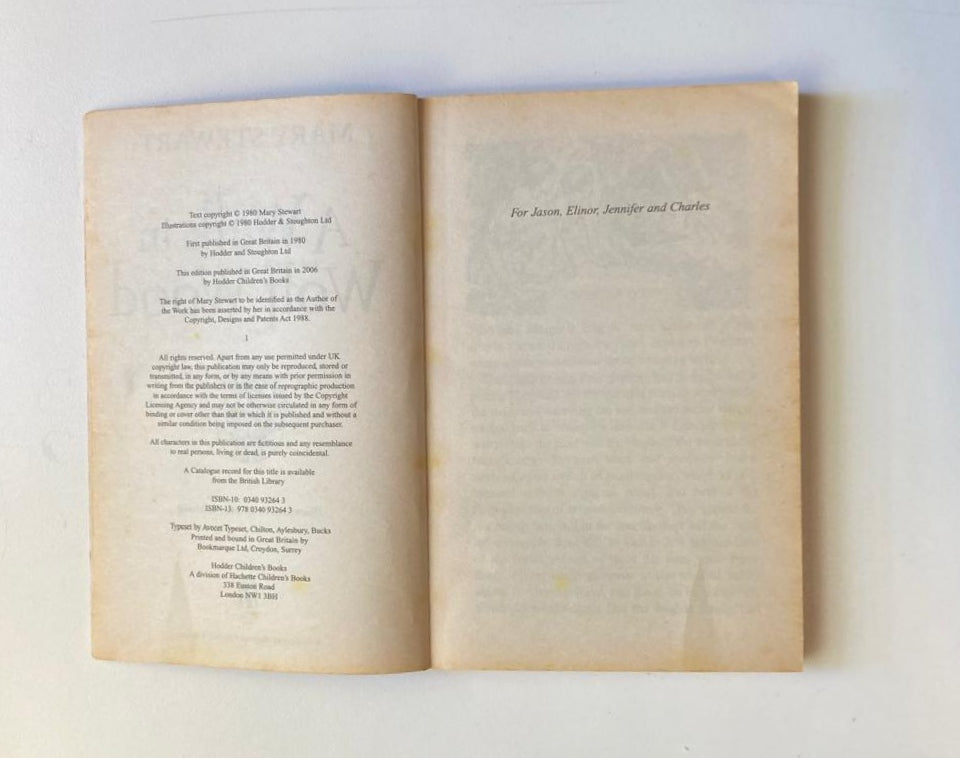 Text copyright © 1980 Mary Stewart
Illustrations copyright © 1980 Hodder & Stoughton Ltd
First published in Great Britain in 1980
by Hodder and Stoughton Ltd
This edition published in Great Britain in 2006
by Hodder Children's Books
The right of Mary Stewart to be identified as the Author of
the Work has been asserted by her in accordance with the
Copyright, Designs and Patents Act 1988.
1
All rights reserved. Apart from any use permitted under UK
copyright law, this publication may only be reproduced, stored or
transmitted, in any form, or by any means with prior permission in
writing from the publishers or in the case of reprographic production
in accordance with the terms of licences issued by the Copyright
Licensing Agency and may not be otherwise circulated in any form of
binding or cover other than that in which it is published and without a
similar condition being imposed on the subsequent purchaser.
All characters in this publication are fictitious and any resemblance
to real persons, living or dead, is purely coincidental.
A Catalogue record for this title is available
from the British Library
ISBN-10: 0340 93264 3
ISBN-13: 978 0340 93264 3
Typeset by Avocet Typeset, Chilton, Aylesbury, Bucks
Printed and bound in Great Britain by
Bookmarque Ltd, Croydon, Surrey
Hodder Children's Books
A division of Hachette Children's Books
338 Euston Road
London NW1 3BH
For Jason, Elinor, Jennifer and Charles